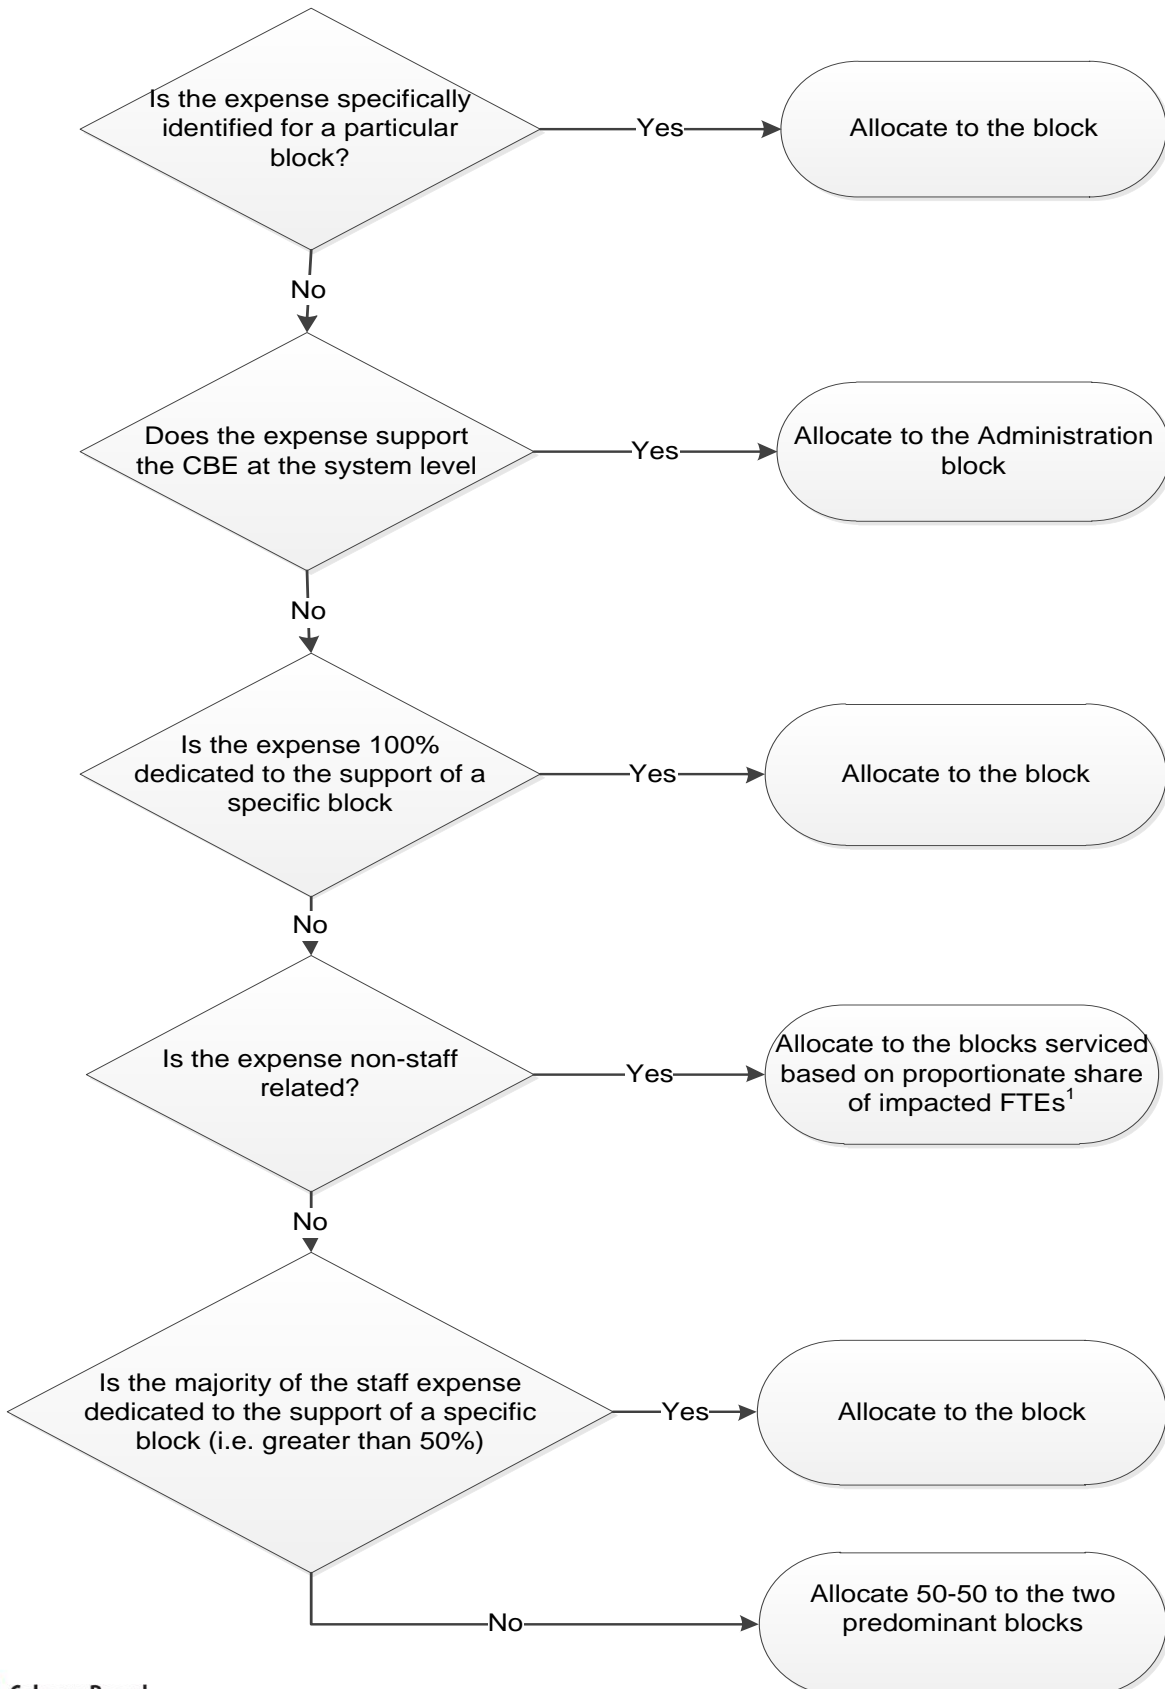 Is the expense specifically
identified for a particular
block?
Yes
Allocate to the block
No
Does the expense support
the CBE at the system level
Yes
Allocate to the Administration
block
No
Is the expense 100%
dedicated to the support of a
specific block
Yes
Allocate to the block
No
Is the expense non-staff
related?
Yes
Allocate to the blocks serviced
based on proportionate share
of impacted FTEs¹
No
Is the majority of the staff expense
dedicated to the support of a specific
block (i.e. greater than 50%)
Yes
Allocate to the block
No
Allocate 50-50 to the two
predominant blocks